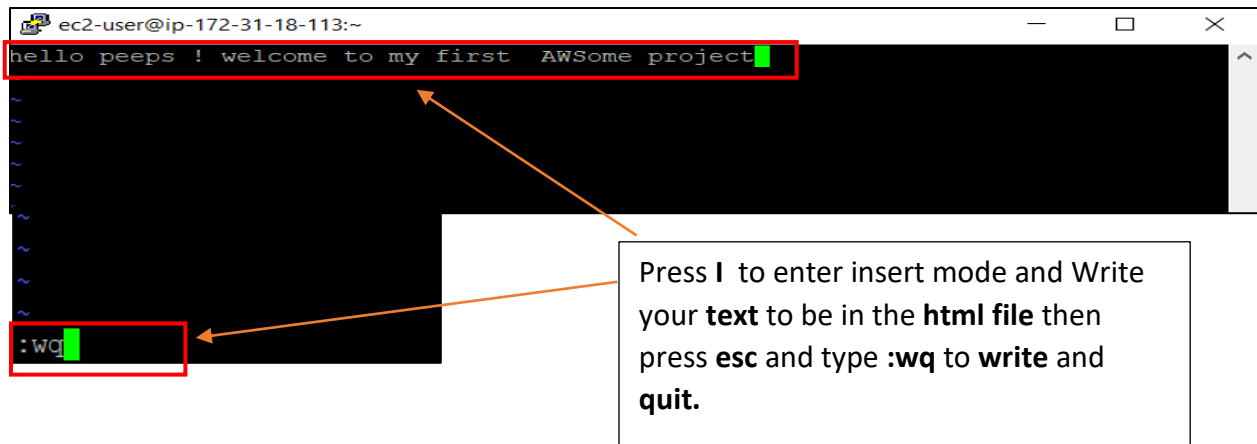 ec2-user@ip-172-31-18-113:~
hello peeps ! welcome to my first  AWSome project
~
~
~
~
~
~
~
~
~
:wq
Press I  to enter insert mode and Write
your text to be in the html file then
press esc and type :wq to write and
quit.